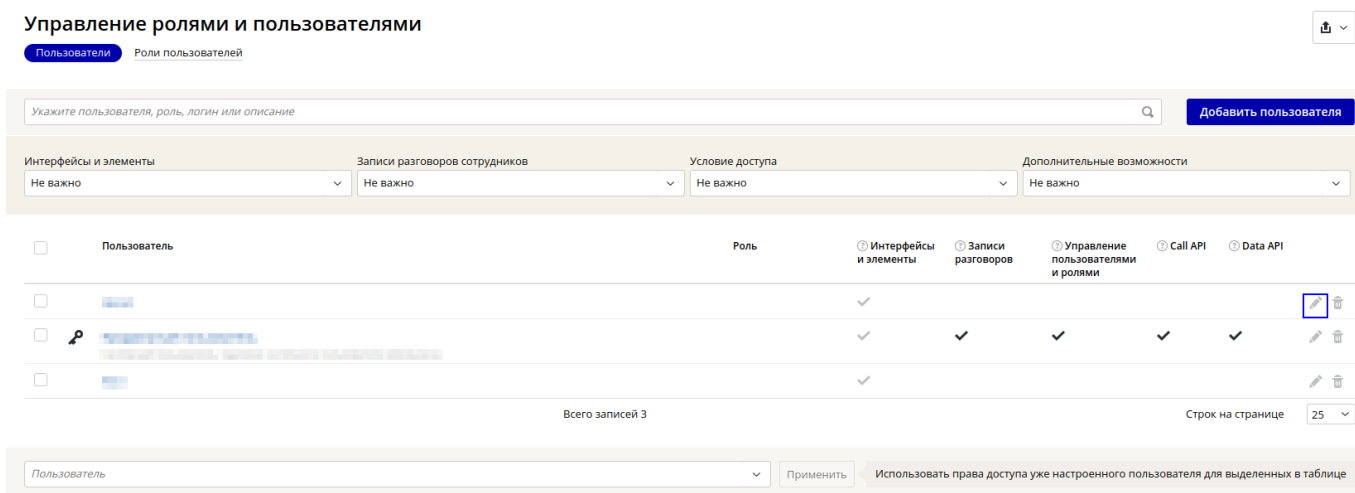 Управление ролями и пользователями
Пользователи Роли пользователей
Укажите пользователя, роль, логин или описание
Добавить пользователя
Интерфейсы и элементы Записи разговоров сотрудников Условие доступа Дополнительные возможности
Не важно Не важно Не важно Не важно
Пользователь Роль Интерфейсы Записи Управление Call API Data API
и элементы разговоров пользователями
и ролями
Всего записей 3 Строк на странице 25
Пользователь Применить Использовать права доступа уже настроенного пользователя для выделенных в таблице